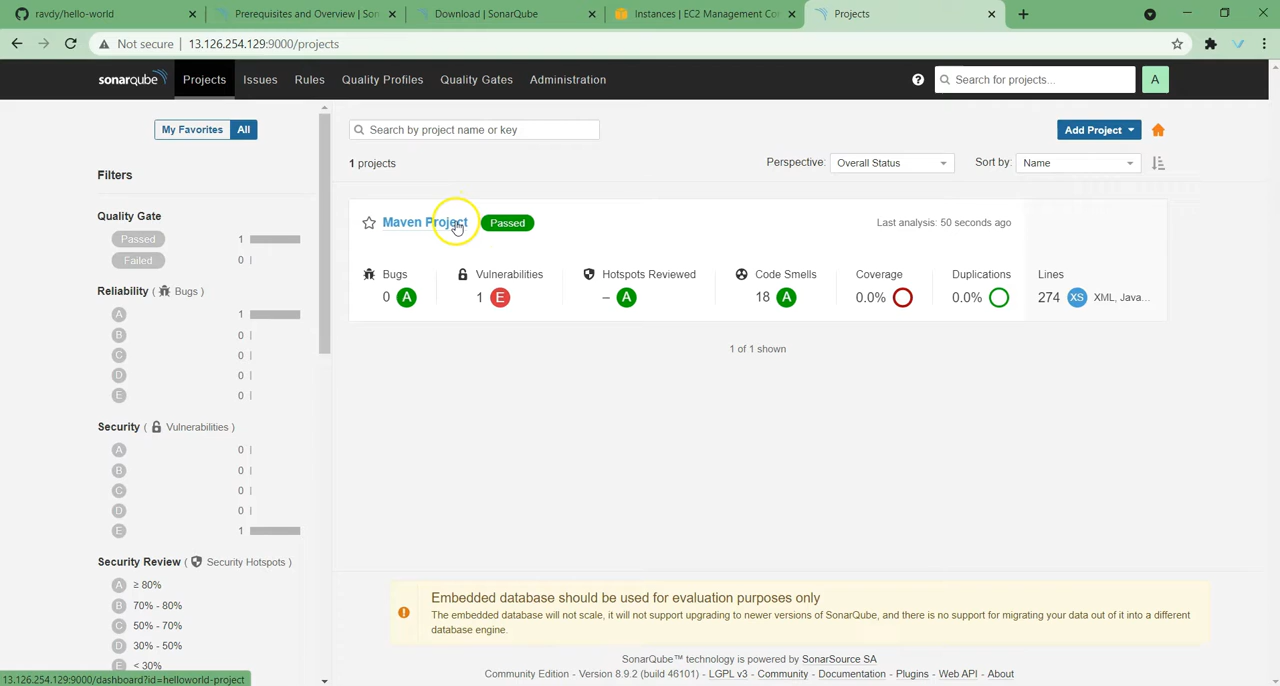 ravdy/hello-world
Prerequisites and Overview | Son
Download | SonarQube
Instances | EC2 Management Con
Projects
Not secure | 13.126.254.129:9000/projects
sonarqube Projects Issues Rules Quality Profiles Quality Gates Administration
Search for projects...
A
My Favorites All
Search by project name or key
Add Project
1 projects
Perspective: Overall Status
Sort by: Name
Filters
Quality Gate
Passed 1
Failed 0
Reliability ( Bugs )
A 1
B 0
C 0
D 0
E 0
Security ( Vulnerabilities )
A 0
B 0
C 0
D 0
E 1
Security Review ( Security Hotspots )
A ≥ 80%
B 70% - 80%
C 50% - 70%
D 30% - 50%
E < 30%
Maven Project Passed
Last analysis: 50 seconds ago
Bugs Vulnerabilities Hotspots Reviewed Code Smells Coverage Duplications Lines
0 A 1 E – A 18 A 0.0% 0.0% 274 XS XML, Java...
1 of 1 shown
Embedded database should be used for evaluation purposes only
The embedded database will not scale, it will not support upgrading to newer versions of SonarQube, and there is no support for migrating your data out of it into a different
database engine.
SonarQube™ technology is powered by SonarSource SA
Community Edition - Version 8.9.2 (build 46101) - LGPL v3 - Community - Documentation - Plugins - Web API - About
13.126.254.129:9000/dashboard?id=helloworld-project